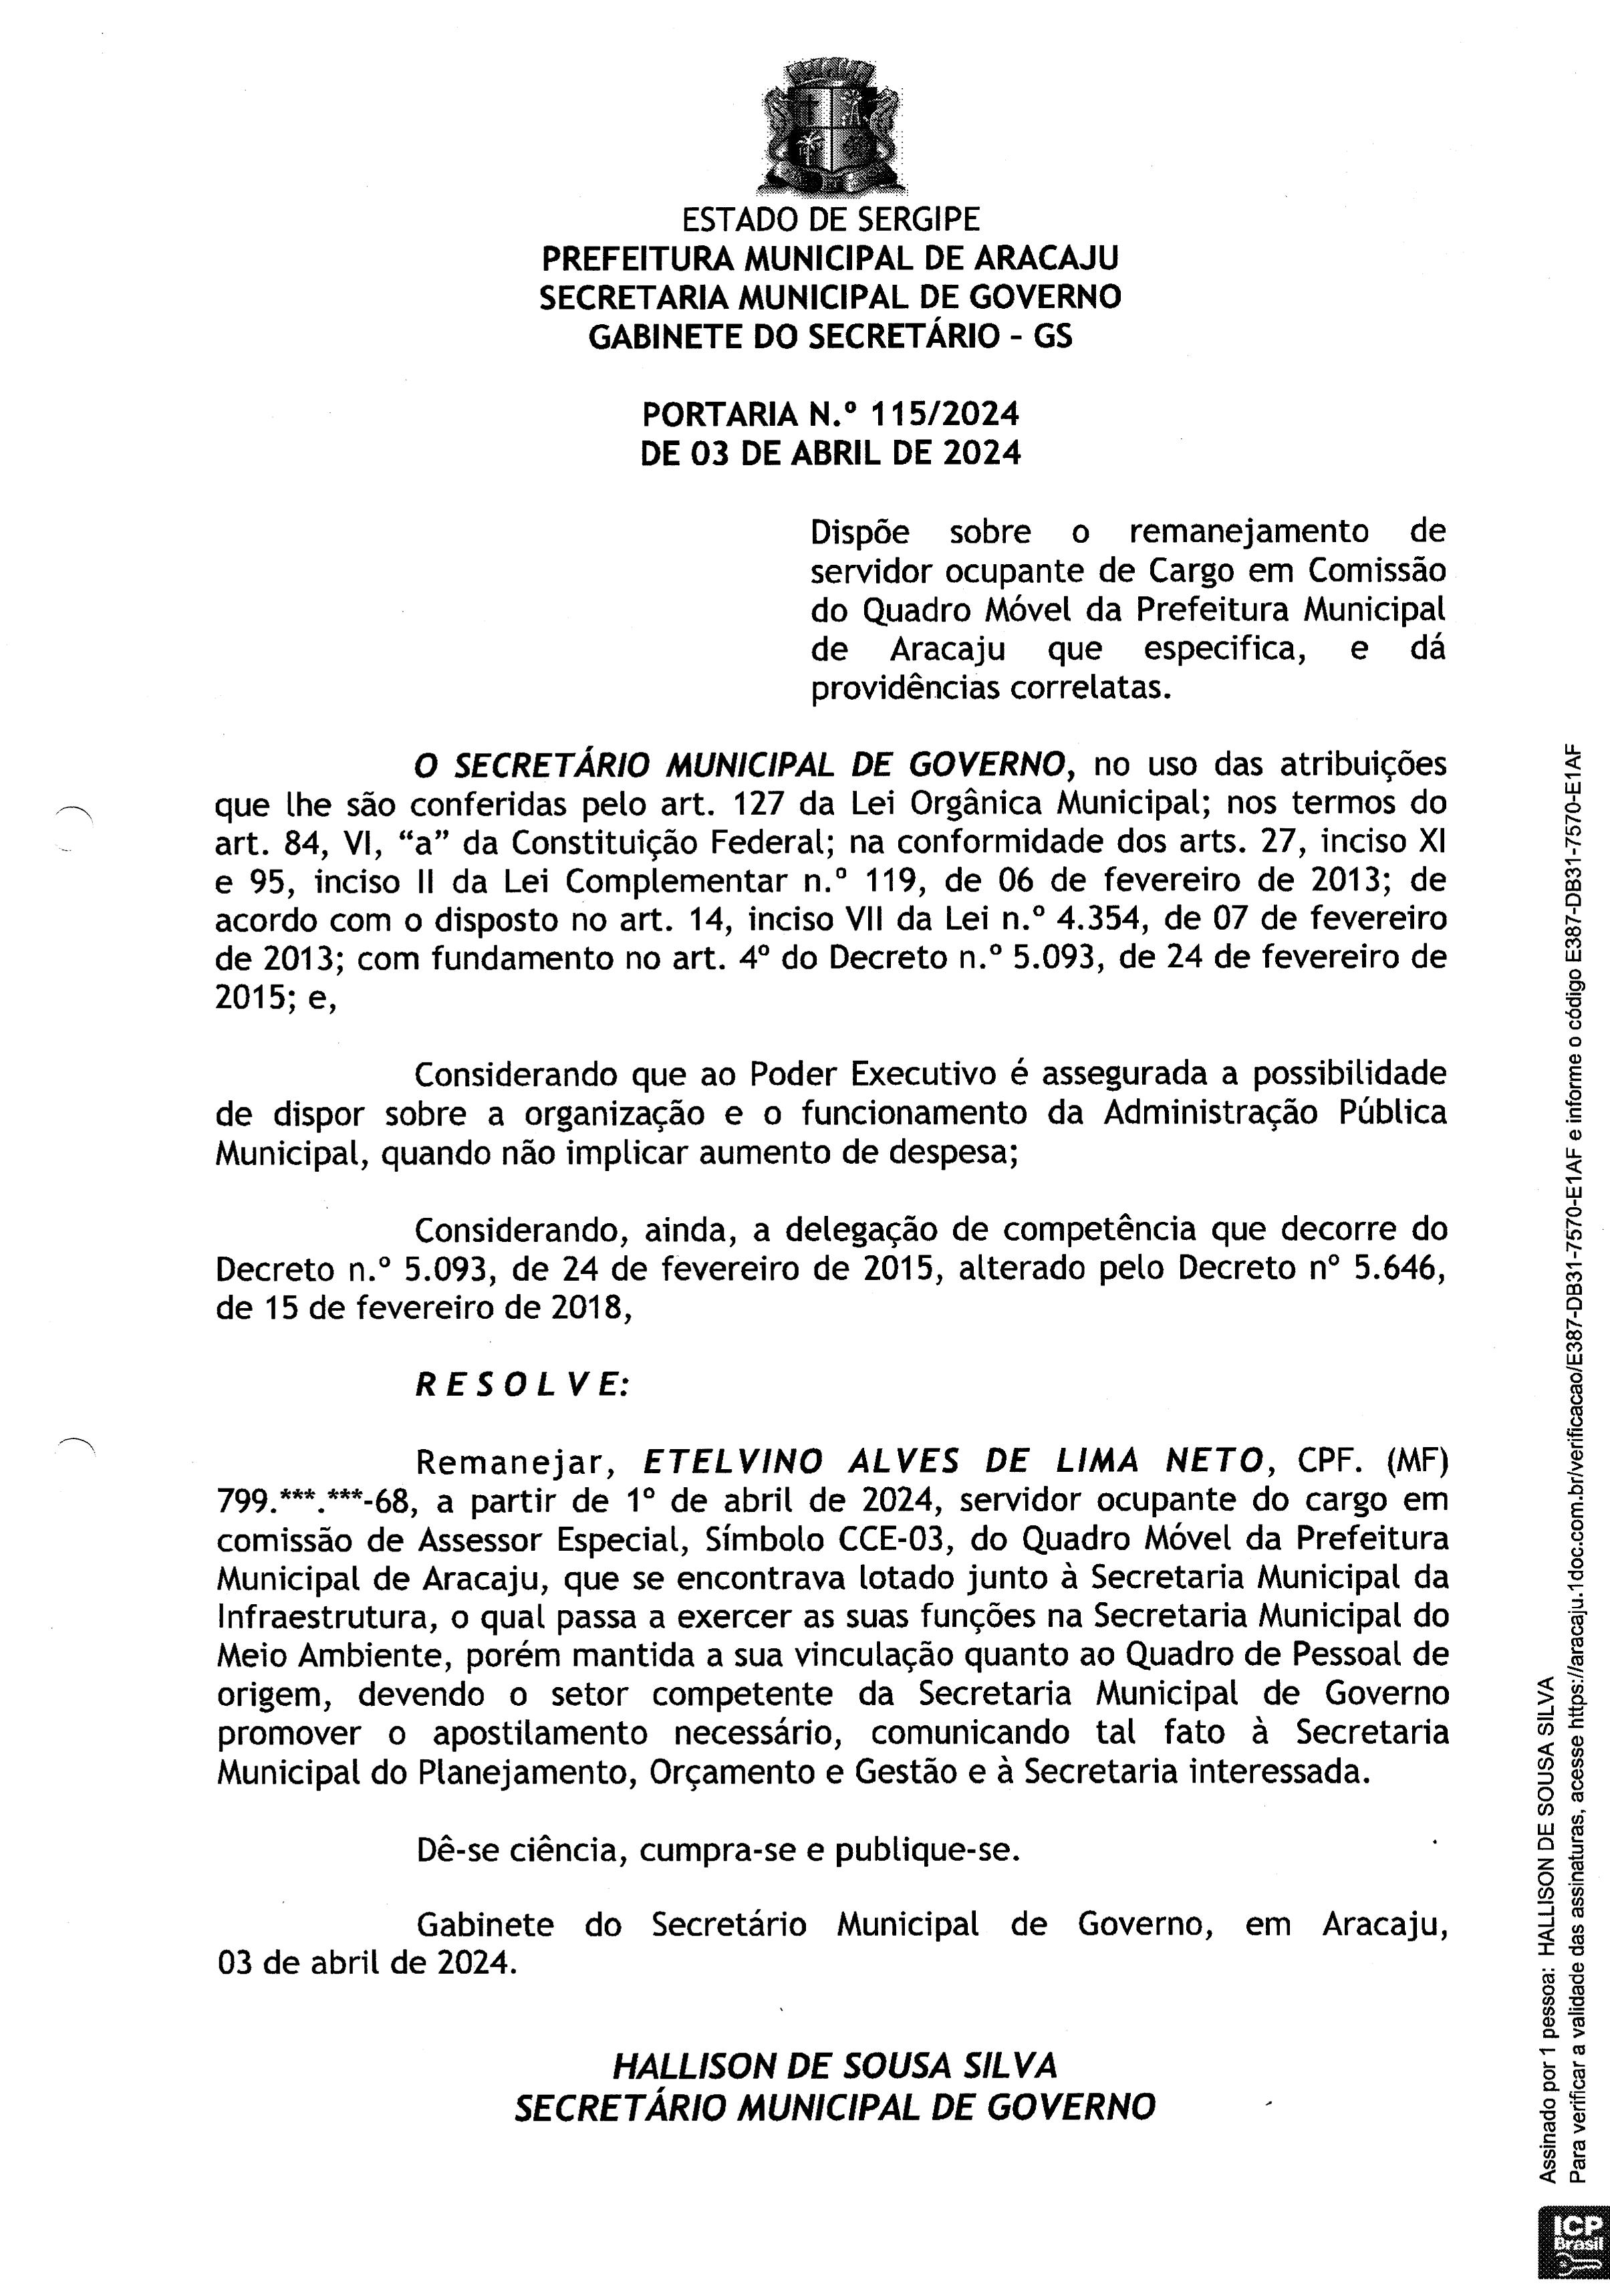 ESTADO DE SERGIPE
PREFEITURA MUNICIPAL DE ARACAJU
SECRETARIA MUNICIPAL DE GOVERNO
GABINETE DO SECRETÁRIO - GS
PORTARIA N.º 115/2024
DE 03 DE ABRIL DE 2024
Dispõe sobre o remanejamento de
servidor ocupante de Cargo em Comissão
do Quadro Móvel da Prefeitura Municipal
de Aracaju que especifica, e dá
providências correlatas.
O SECRETÁRIO MUNICIPAL DE GOVERNO, no uso das atribuições
que lhe são conferidas pelo art. 127 da Lei Orgânica Municipal; nos termos do
art. 84, VI, “a” da Constituição Federal; na conformidade dos arts. 27, inciso XI
e 95, inciso II da Lei Complementar n.º 119, de 06 de fevereiro de 2013; de
acordo com o disposto no art. 14, inciso VII da Lei n.º 4.354, de 07 de fevereiro
de 2013; com fundamento no art. 4º do Decreto n.º 5.093, de 24 de fevereiro de
2015; e,
Considerando que ao Poder Executivo é assegurada a possibilidade
de dispor sobre a organização e o funcionamento da Administração Pública
Municipal, quando não implicar aumento de despesa;
Considerando, ainda, a delegação de competência que decorre do
Decreto n.º 5.093, de 24 de fevereiro de 2015, alterado pelo Decreto nº 5.646,
de 15 de fevereiro de 2018,
R E S O L V E:
Remanejar, ETELVINO ALVES DE LIMA NETO, CPF. (MF)
799.***.***-68, a partir de 1º de abril de 2024, servidor ocupante do cargo em
comissão de Assessor Especial, Símbolo CCE-03, do Quadro Móvel da Prefeitura
Municipal de Aracaju, que se encontrava lotado junto à Secretaria Municipal da
Infraestrutura, o qual passa a exercer as suas funções na Secretaria Municipal do
Meio Ambiente, porém mantida a sua vinculação quanto ao Quadro de Pessoal de
origem, devendo o setor competente da Secretaria Municipal de Governo
promover o apostilamento necessário, comunicando tal fato à Secretaria
Municipal do Planejamento, Orçamento e Gestão e à Secretaria interessada.
Dê-se ciência, cumpra-se e publique-se.
Gabinete do Secretário Municipal de Governo, em Aracaju,
03 de abril de 2024.
HALLISON DE SOUSA SILVA
SECRETÁRIO MUNICIPAL DE GOVERNO
Assinado por 1 pessoa: HALLISON DE SOUSA SILVA
Para verificar a validade das assinaturas, acesse https://aracaju.1doc.com.br/verificacao/E387-DB31-7570-E1AF e informe o código E387-DB31-7570-E1AF
ICP
Brasil